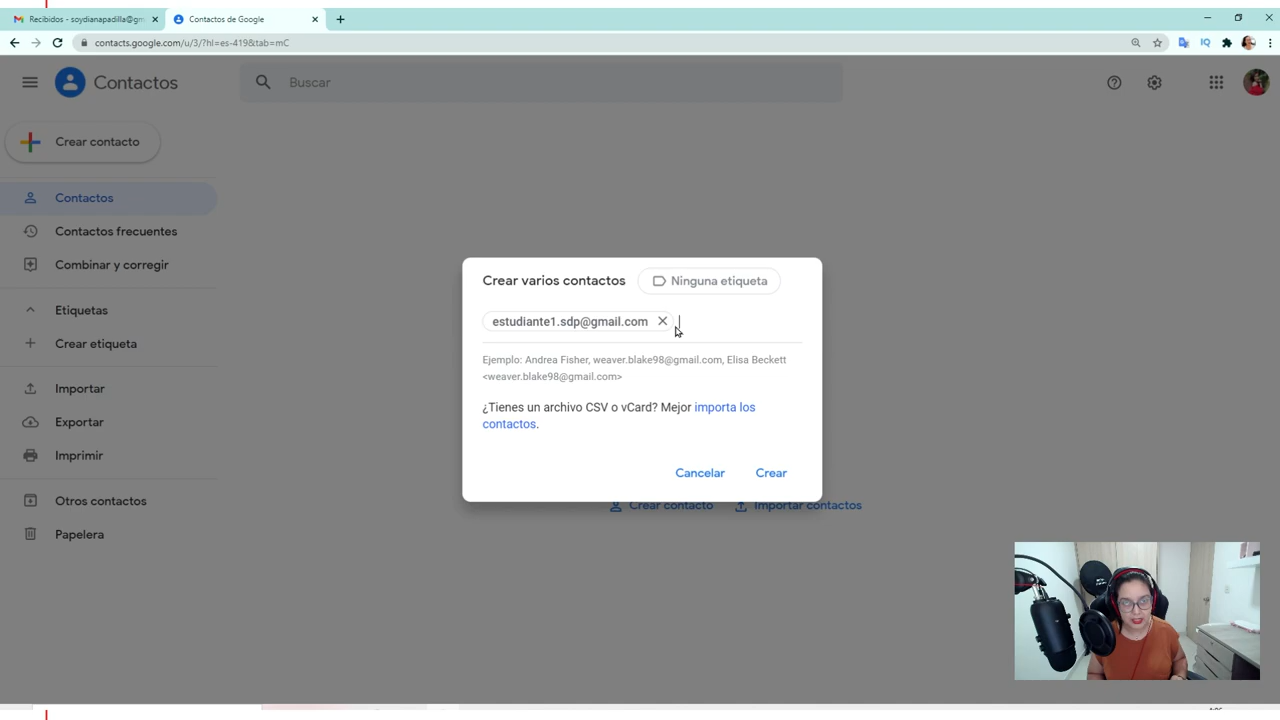 Recibidos - soydianapadilla@gm
Contactos de Google
contacts.google.com/u/3/?hl=es-419&tab=mC
IQ
Contactos
Buscar
Crear contacto
Contactos
Contactos frecuentes
Combinar y corregir
Etiquetas
Crear etiqueta
Importar
Exportar
Imprimir
Otros contactos
Papelera
Crear varios contactos
Ninguna etiqueta
estudiante1.sdp@gmail.com
Ejemplo: Andrea Fisher, weaver.blake98@gmail.com, Elisa Beckett
<weaver.blake98@gmail.com>
¿Tienes un archivo CSV o vCard? Mejor importa los
contactos.
Cancelar
Crear
Crear contacto
Importar contactos